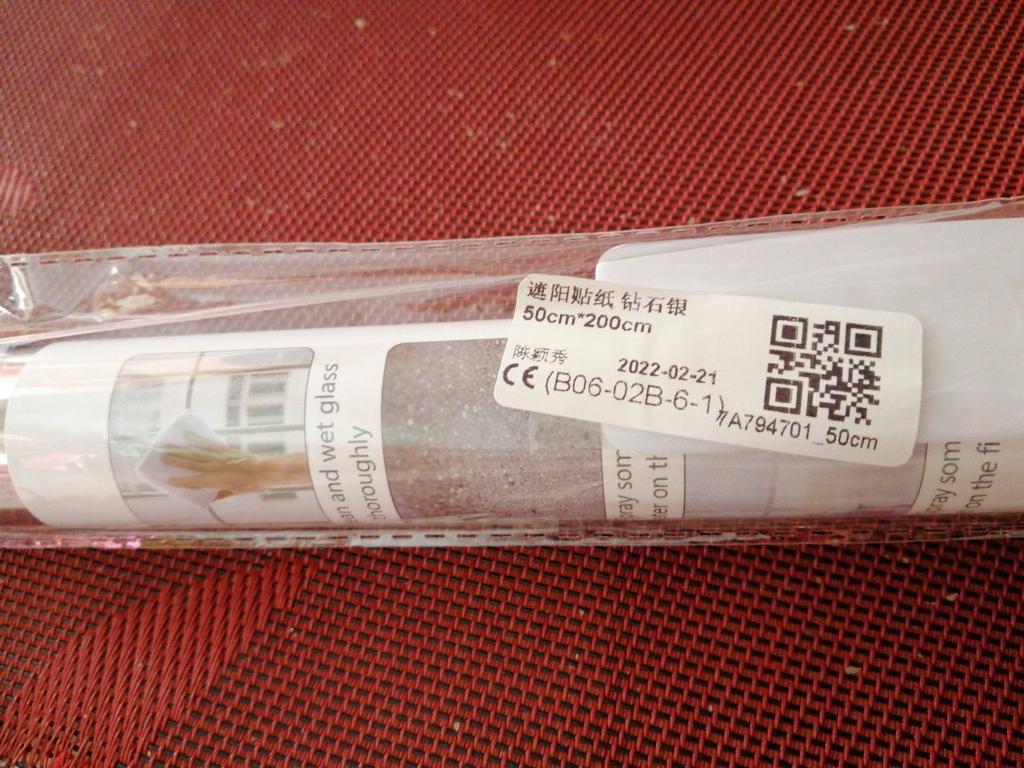 遮阳贴纸 钻石银
50cm*200cm
陈颖秀
2022-02-21
CE (B06-02B-6-1)
7A794701_50cm
an and wet glass
thoroughly
pray som
ter on th
pray som
on the fi